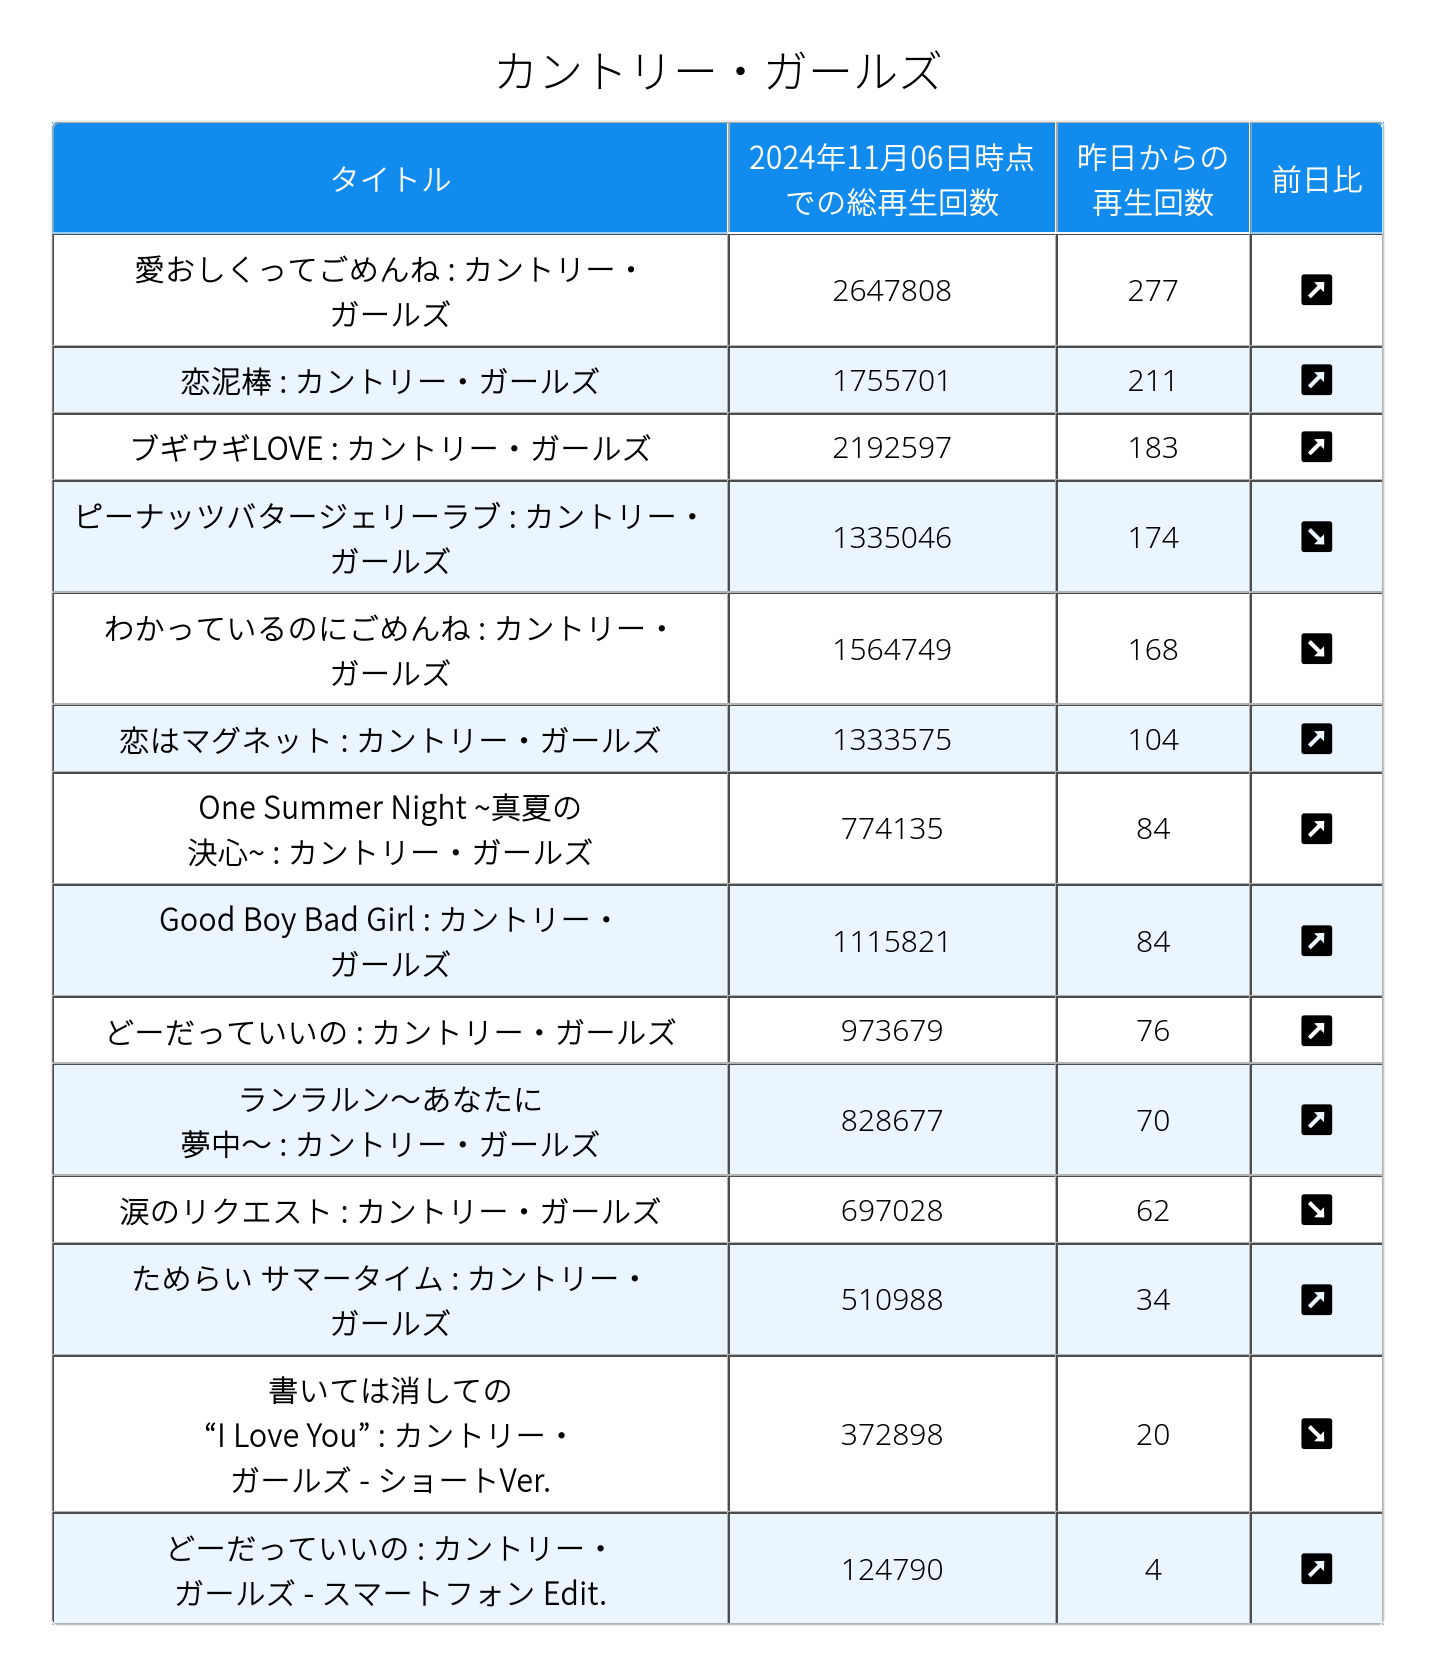 カントリー・ガールズ
タイトル
2024年11月06日時点
での総再生回数
昨日からの
再生回数
前日比
愛おしくってごめんね : カントリー・
ガールズ
2647808
277
恋泥棒 : カントリー・ガールズ
1755701
211
ブギウギLOVE : カントリー・ガールズ
2192597
183
ピーナッツバタージェリーラブ : カントリー・
ガールズ
1335046
174
わかっているのにごめんね : カントリー・
ガールズ
1564749
168
恋はマグネット : カントリー・ガールズ
1333575
104
One Summer Night ~真夏の
決心~ : カントリー・ガールズ
774135
84
Good Boy Bad Girl : カントリー・
ガールズ
1115821
84
どーだっていいの : カントリー・ガールズ
973679
76
ランラルン～あなたに
夢中～ : カントリー・ガールズ
828677
70
涙のリクエスト : カントリー・ガールズ
697028
62
ためらい サマータイム : カントリー・
ガールズ
510988
34
書いては消しての
“I Love You” : カントリー・
ガールズ - ショートVer.
372898
20
どーだっていいの : カントリー・
ガールズ - スマートフォン Edit.
124790
4